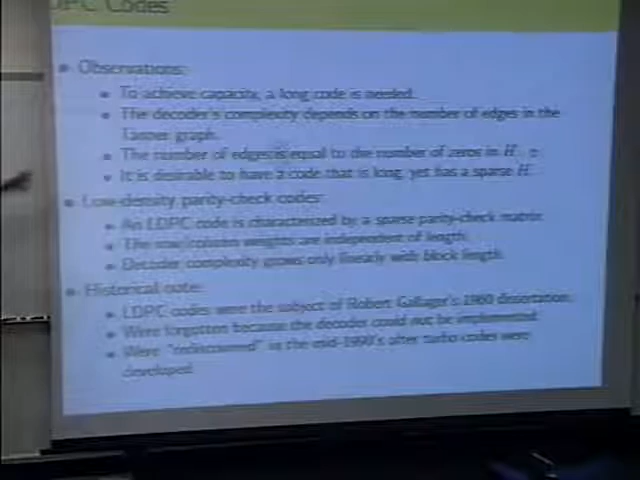 LDPC Codes
Observations:
To achieve capacity, a long code is needed.
The decoder's complexity depends on the number of edges in the
Tanner graph.
The number of edges is equal to the number of zeros in H
It is desirable to have a code that is long, yet has a sparse H.
Low-density parity-check codes:
An LDPC code is characterized by a sparse parity-check matrix.
The row/column weights are independent of length.
Decoder complexity grows only linearly with block length.
Historical note:
LDPC codes were the subject of Robert Gallager's 1960 dissertation.
Were forgotten because the decoder could not be implemented.
Were "rediscovered" in the mid-1990's after turbo codes were
developed.